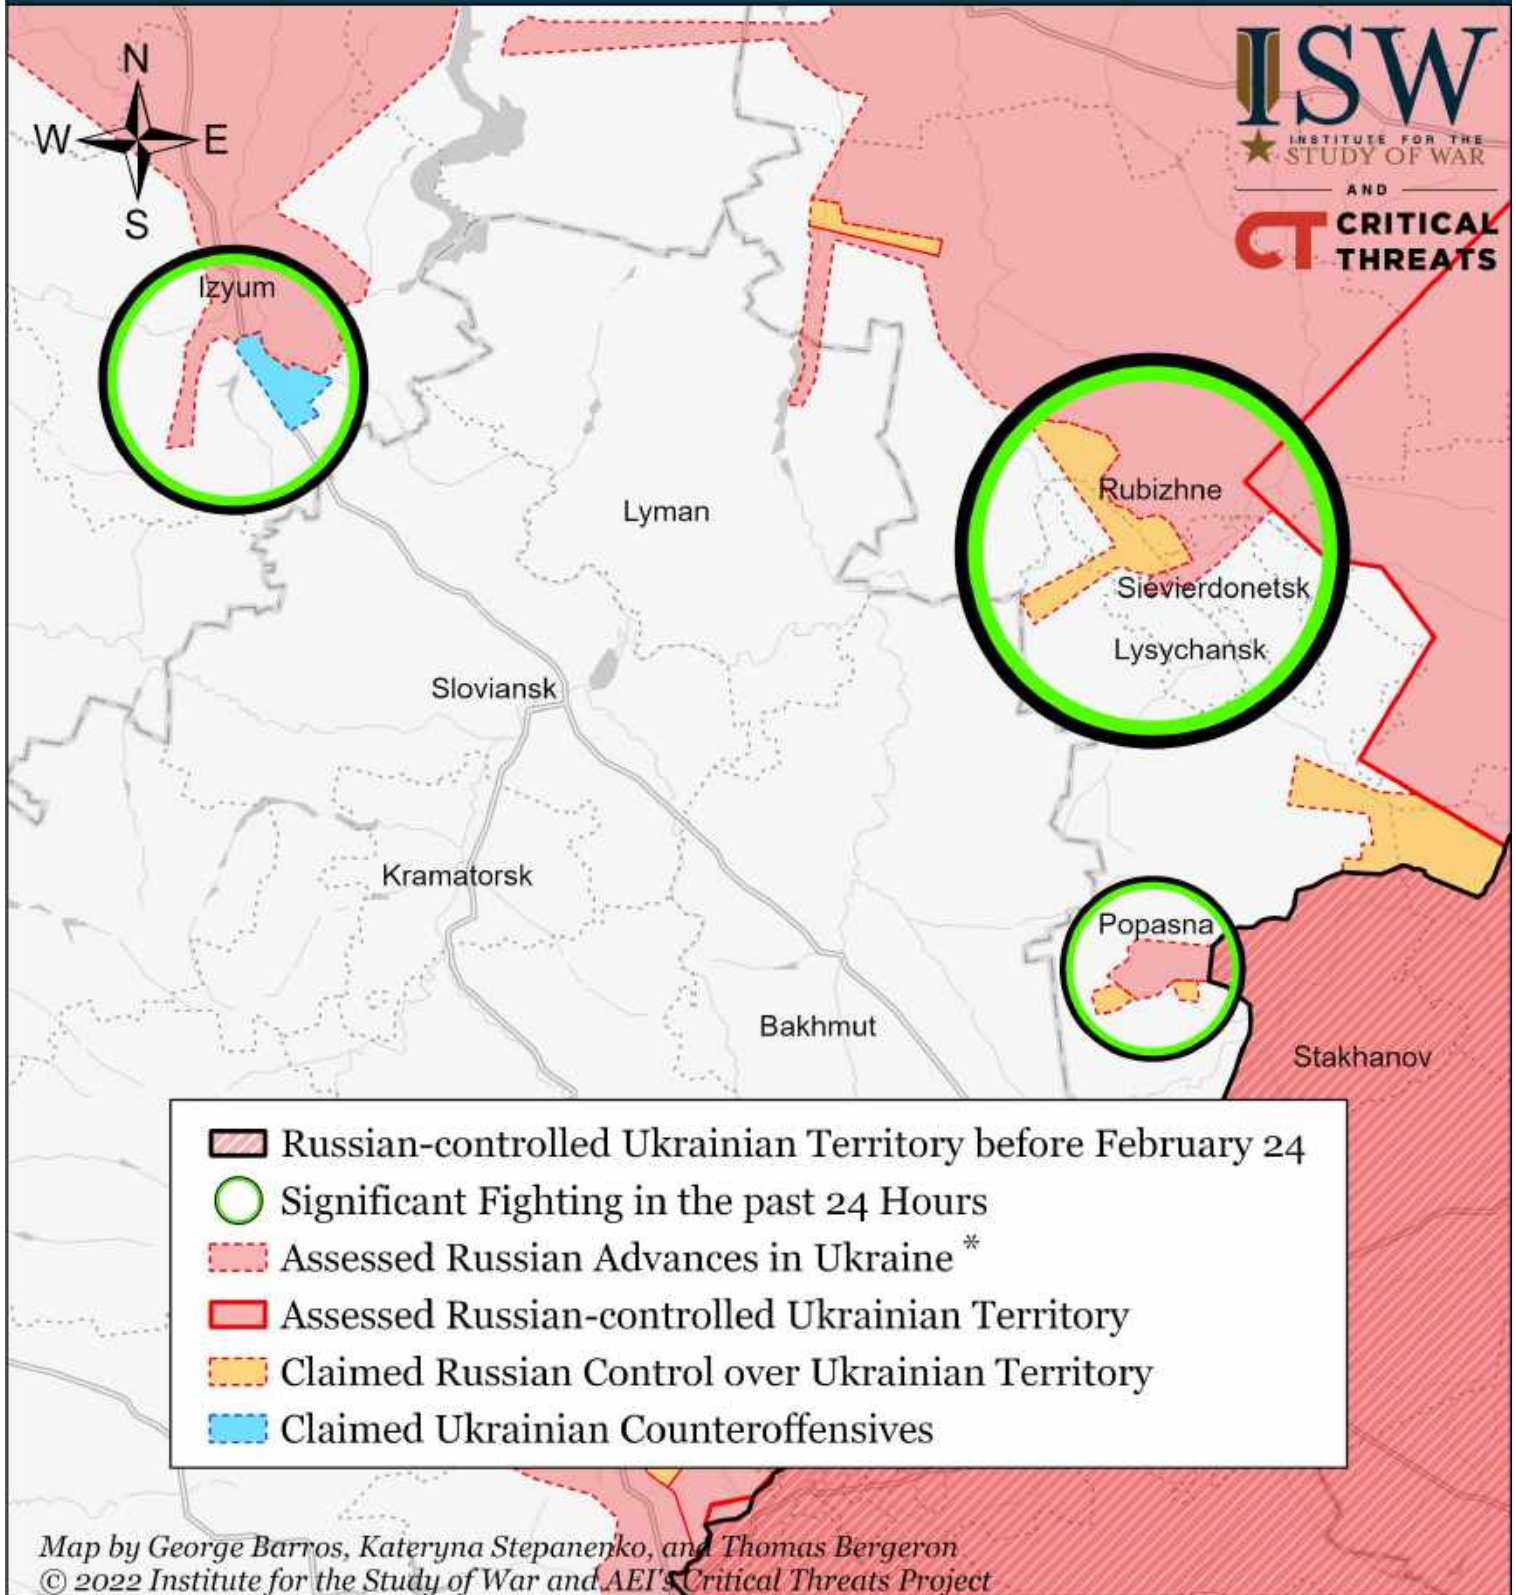 ISW
INSTITUTE FOR THE
STUDY OF WAR
AND
CT CRITICAL
THREATS
N
W E
S
Izyum
Rubizhne
Lyman
Sievierdonetsk
Lysychansk
Sloviansk
Kramatorsk
Popasna
Bakhmut
Stakhanov
Russian-controlled Ukrainian Territory before February 24
Significant Fighting in the past 24 Hours
Assessed Russian Advances in Ukraine *
Assessed Russian-controlled Ukrainian Territory
Claimed Russian Control over Ukrainian Territory
Claimed Ukrainian Counteroffensives
Map by George Barros, Kateryna Stepanenko, and Thomas Bergeron
© 2022 Institute for the Study of War and AEI's Critical Threats Project